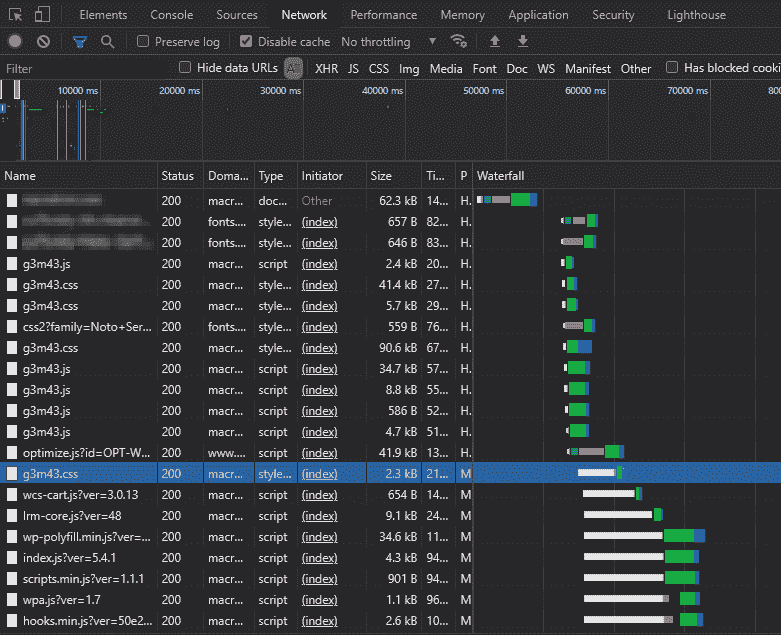 Elements Console Sources Network Performance Memory Application Security Lighthouse
Preserve log Disable cache No throttling
Filter Hide data URLs All XHR JS CSS Img Media Font Doc WS Manifest Other Has blocked cooki
10000 ms 20000 ms 30000 ms 40000 ms 50000 ms 60000 ms 70000 ms 800
Name Status Doma... Type Initiator Size Ti... P Waterfall
200 macr... doc... Other 62.3 kB 14... H.
200 fonts.... style... (index) 657 B 82... H.
200 fonts.... style... (index) 646 B 83... H.
g3m43.js 200 macr... script (index) 2.4 kB 20... H.
g3m43.css 200 macr... style... (index) 41.4 kB 27... H.
g3m43.css 200 macr... style... (index) 5.7 kB 29... H.
css2?family=Noto+Ser... 200 fonts.... style... (index) 559 B 76... H.
g3m43.css 200 macr... style... (index) 90.6 kB 67... H.
g3m43.js 200 macr... script (index) 34.7 kB 57... H.
g3m43.js 200 macr... script (index) 8.8 kB 55... H.
g3m43.js 200 macr... script (index) 586 B 52... H.
g3m43.js 200 macr... script (index) 4.7 kB 51... H.
optimize.js?id=OPT-W... 200 www.... script (index) 41.9 kB 13... H.
g3m43.css 200 macr... style... (index) 2.3 kB 21... M
wcs-cart.js?ver=3.0.13 200 macr... script (index) 654 B 14... M
lrm-core.js?ver=48 200 macr... script (index) 9.1 kB 24... M
wp-polyfill.min.js?ver=... 200 macr... script (index) 34.6 kB 11... M
index.js?ver=5.4.1 200 macr... script (index) 4.3 kB 94... M
scripts.min.js?ver=1.1.1 200 macr... script (index) 901 B 94... M
wpa.js?ver=1.7 200 macr... script (index) 1.1 kB 96... M
hooks.min.js?ver=50e2... 200 macr... script (index) 2.6 kB 10... M